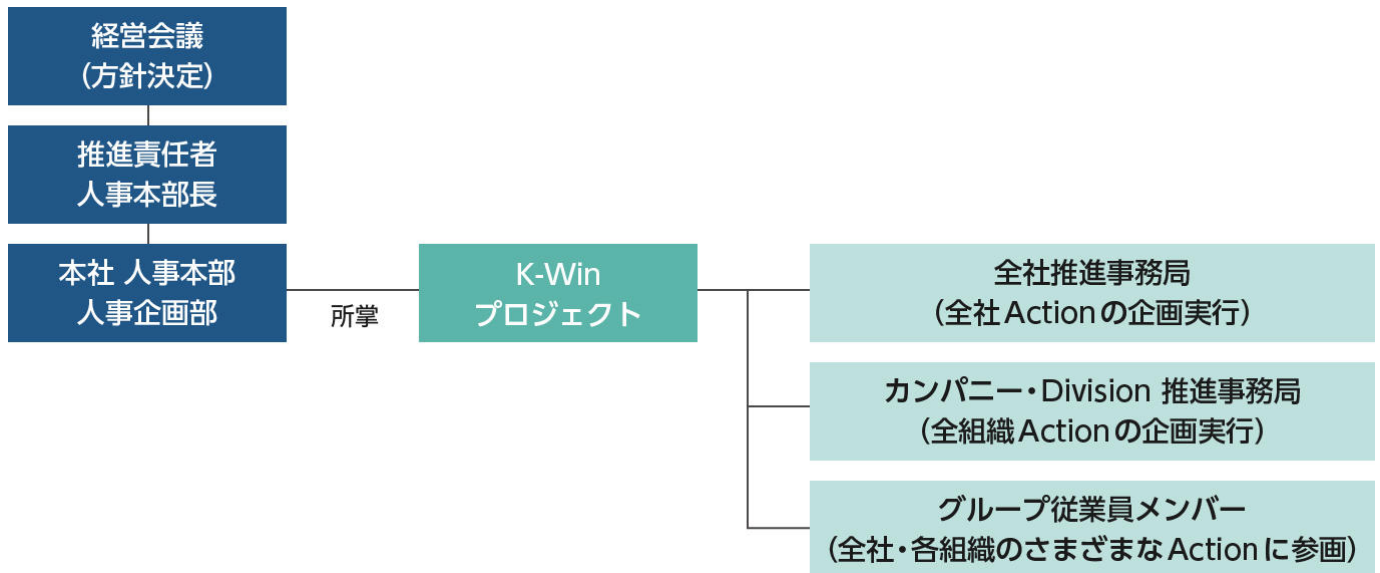 経営会議
（方針決定）
推進責任者
人事本部長
本社 人事本部
人事企画部
所掌
K-Win
プロジェクト
全社推進事務局
（全社Actionの企画実行）
カンパニー・Division 推進事務局
（全組織Actionの企画実行）
グループ従業員メンバー
（全社・各組織のさまざまなActionに参画）